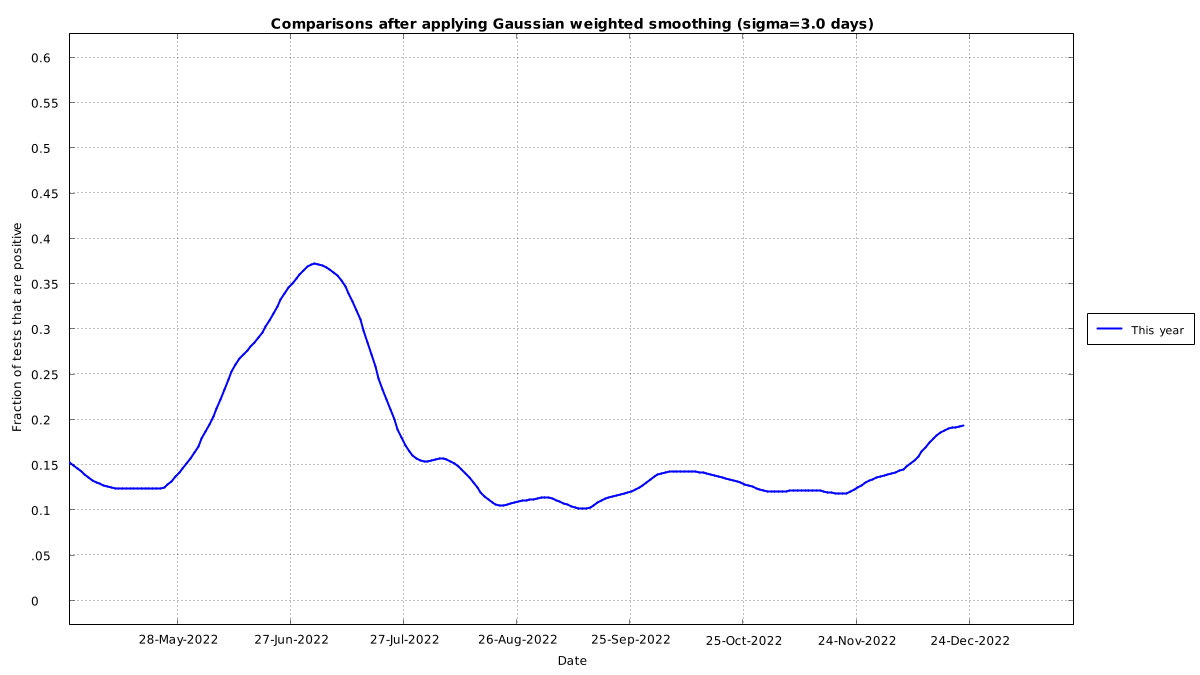 Comparisons after applying Gaussian weighted smoothing (sigma=3.0 days)
0.6
0.55
0.5
0.45
0.4
0.35
0.3
0.25
0.2
0.15
0.1
.05
0
Fraction of tests that are positive
28-May-2022
27-Jun-2022
27-Jul-2022
26-Aug-2022
25-Sep-2022
25-Oct-2022
24-Nov-2022
24-Dec-2022
Date
This year